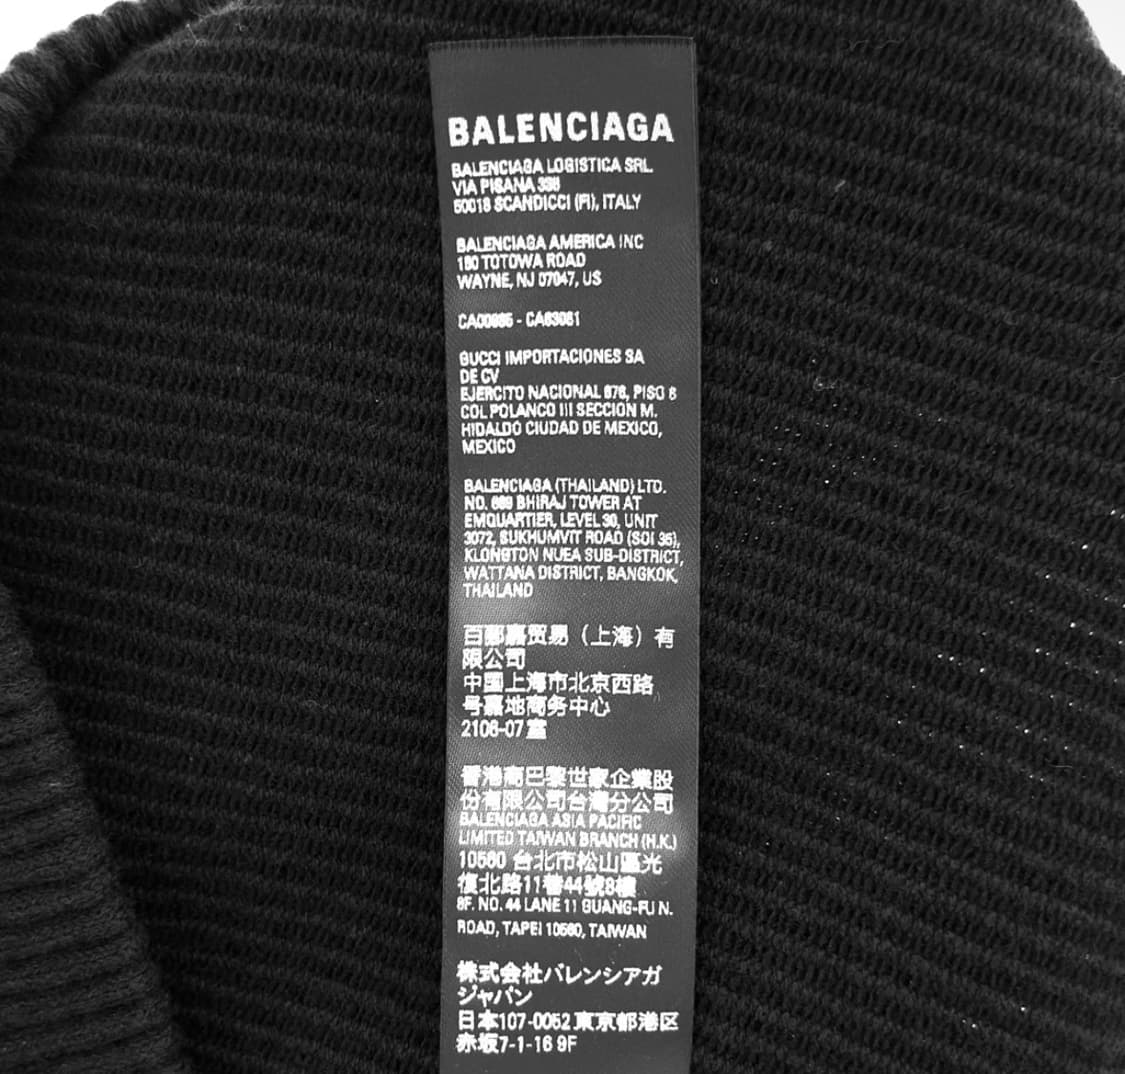 BALENCIAGA
BALENCIAGA LOGISTICA SRL
VIA PISANA 336
50018 SCANDICCI (FI), ITALY
BALENCIAGA AMERICA INC
180 TOTOWA ROAD
WAYNE, NJ 07047, US
CA00985 - CA63061
GUCCI IMPORTACIONES SA
DE CV
EJERCITO NACIONAL 676, PISO 8
COL POLANCO III SECCION M.
HIDALGO CIUDAD DE MEXICO,
MEXICO
BALENCIAGA (THAILAND) LTD.
NO. 689 BHIRAJ TOWER AT
EMQUARTIER, LEVEL 30, UNIT
3072, SUKHUMVIT ROAD (SOI 35),
KLONGTON NUEA SUB-DISTRICT,
WATTANA DISTRICT, BANGKOK,
THAILAND
百郦嘉贸易（上海）有
限公司
中国上海市北京西路
号嘉地商务中心
2106-07室
香港商巴黎世家企業股
份有限公司台灣分公司
BALENCIAGA ASIA PACIFIC
LIMITED TAIWAN BRANCH (H.K.)
10560 台北市松山區光
復北路11巷44號8樓
8F. NO. 44 LANE 11 GUANG-FU N.
ROAD, TAPEI 10560, TAIWAN
株式会社バレンシアガ
ジャパン
日本107-0052東京都港区
赤坂7-1-16 9F